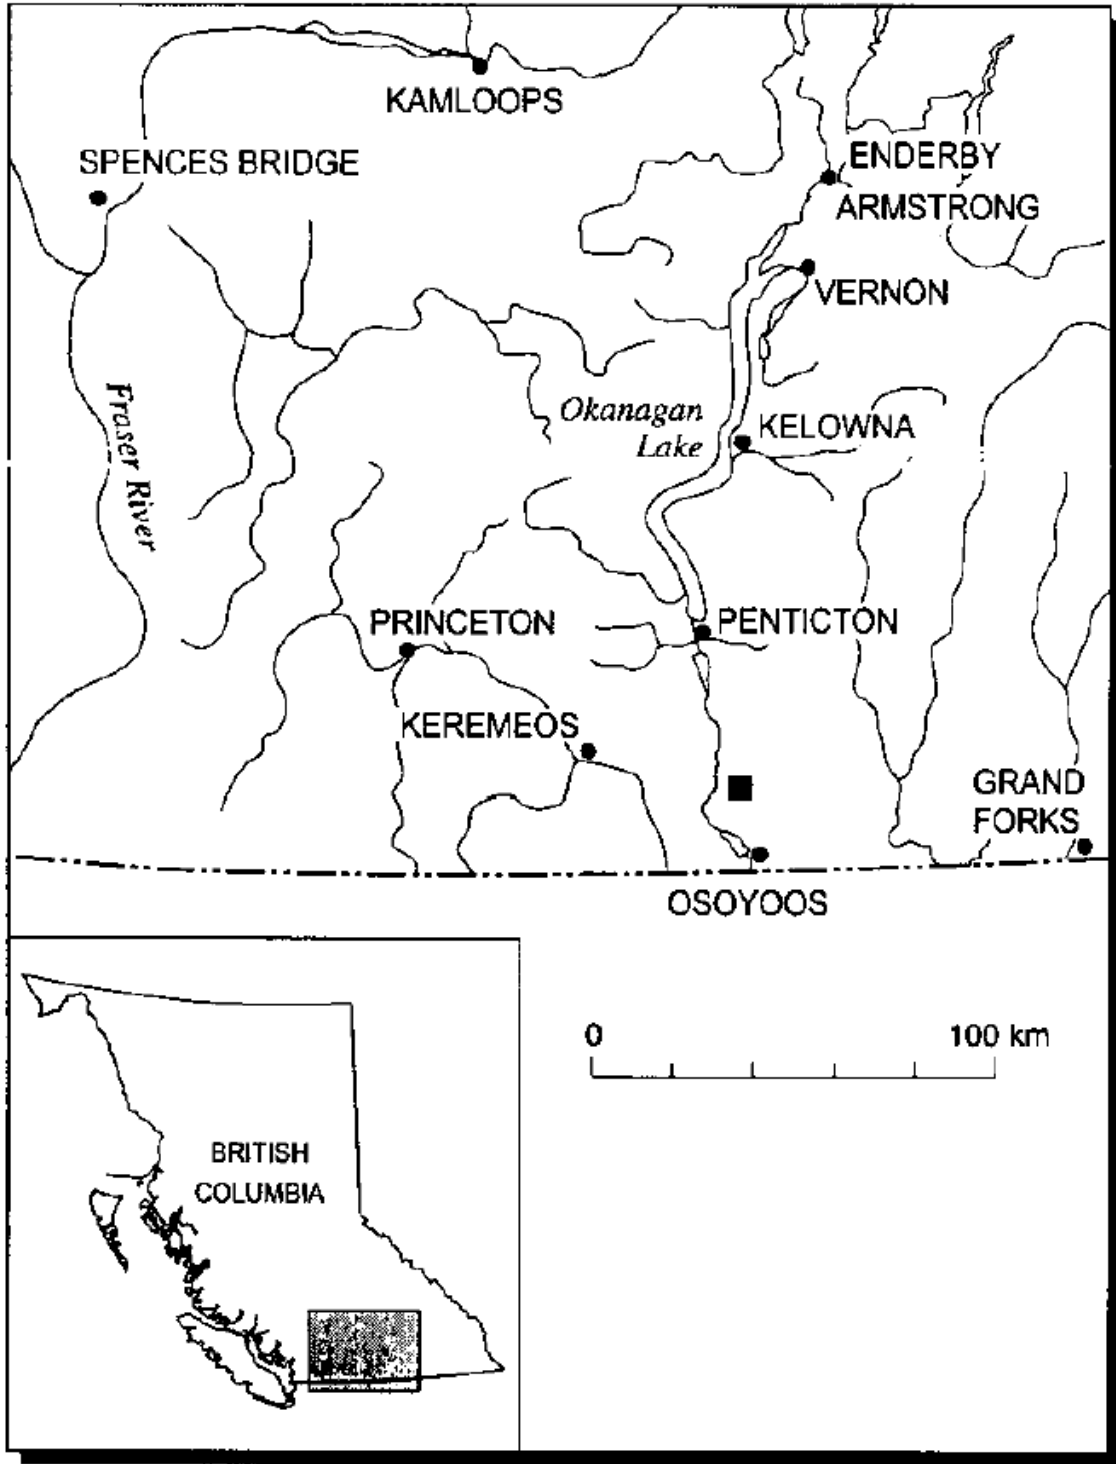 KAMLOOPS
SPENCES BRIDGE
ENDERBY
ARMSTRONG
VERNON
Fraser River
Okanagan
Lake
KELOWNA
PRINCETON
PENTICTON
KEREMEOS
GRAND
FORKS
OSOYOOS
0 100 km
BRITISH
COLUMBIA